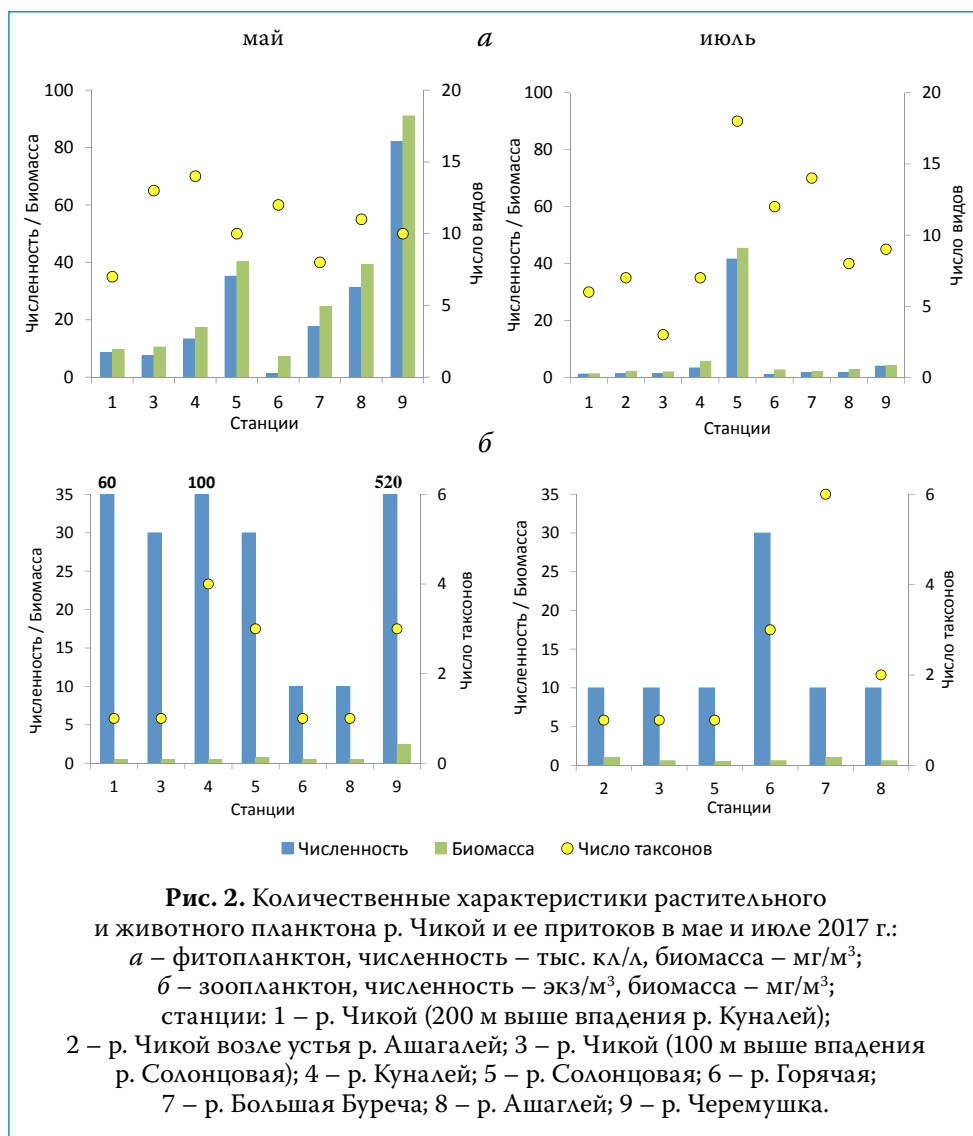 май а июль
100 20 100 20
80 15 80 15
60 60
40 10 40 10
20 5 20 5
0 0 0 0
Численность / Биомасса
Число видов
Численность / Биомасса
Число видов
1 3 4 5 6 7 8 9
Станции
1 2 3 4 5 6 7 8 9
Станции
б
60 100 520
35 6 35 6
30 30
25 4 25 4
20 20
15 15
10 2 10 2
5 5
0 0 0 0
Численность / Биомасса
Число таксонов
Численность / Биомасса
Число таксонов
1 3 4 5 6 8 9
Станции
2 3 5 6 7 8
Станции
Численность Биомасса Число таксонов
Рис. 2. Количественные характеристики растительного
и животного планктона р. Чикой и ее притоков в мае и июле 2017 г.:
а – фитопланктон, численность – тыс. кл/л, биомасса – мг/м³;
б – зоопланктон, численность – экз/м³, биомасса – мг/м³;
станции: 1 – р. Чикой (200 м выше впадения р. Куналей);
2 – р. Чикой возле устья р. Ашагалей; 3 – р. Чикой (100 м выше впадения
р. Солонцовая); 4 – р. Куналей; 5 – р. Солонцовая; 6 – р. Горячая;
7 – р. Большая Буреча; 8 – р. Ашаглей; 9 – р. Черемушка.